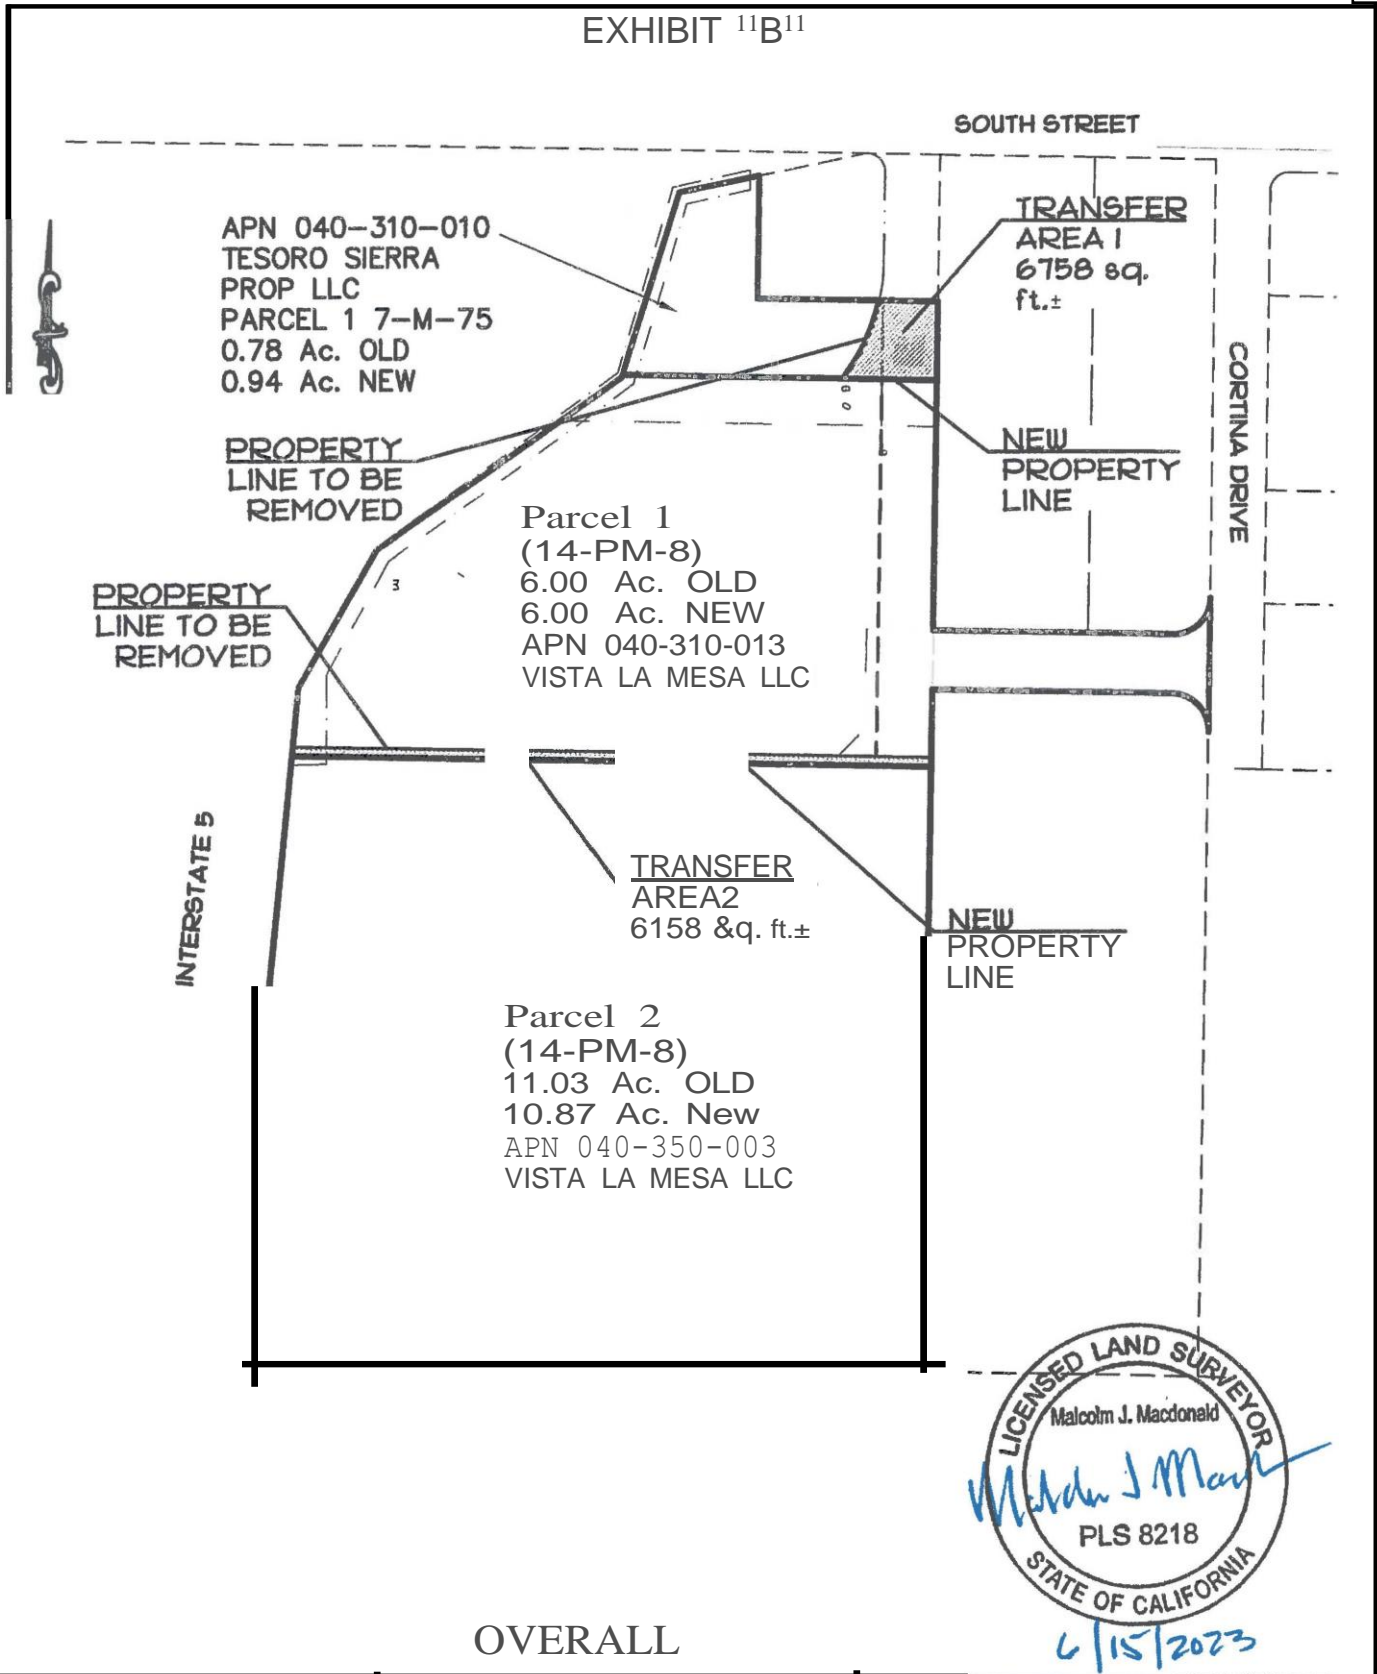 EXHIBIT 11B11
SOUTH STREET
APN 040-310-010
TESORO SIERRA
PROP LLC
PARCEL 1 7-M-75
0.78 Ac. OLD
0.94 Ac. NEW
TRANSFER
AREA 1
6758 sq.
ft.±
CORTINA DRIVE
PROPERTY
LINE TO BE
REMOVED
NEW
PROPERTY
LINE
Parcel 1
(14-PM-8)
6.00 Ac. OLD
6.00 Ac. NEW
APN 040-310-013
VISTA LA MESA LLC
3
PROPERTY
LINE TO BE
REMOVED
INTERSTATE 5
TRANSFER
AREA2
6158 &q. ft.±
NEW
PROPERTY
LINE
Parcel 2
(14-PM-8)
11.03 Ac. OLD
10.87 Ac. New
APN 040-350-003
VISTA LA MESA LLC
LICENSED LAND SURVEYOR
Malcolm J. Macdonald
PLS 8218
STATE OF CALIFORNIA
6/15/2023
OVERALL